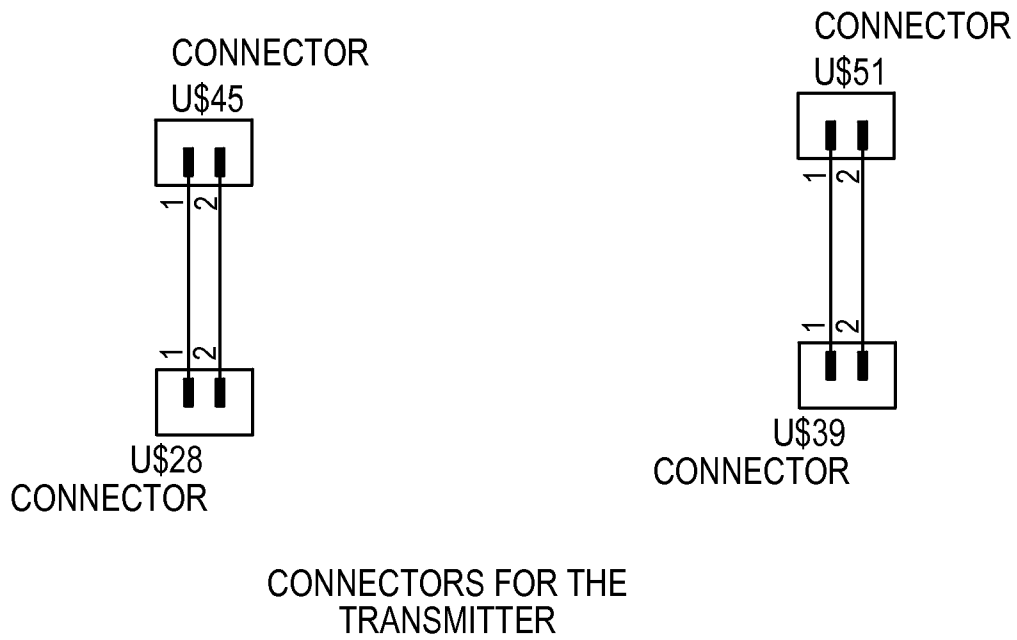 CONNECTOR
U$45
1 2
1 2
U$28
CONNECTOR
CONNECTOR
U$51
1 2
1 2
U$39
CONNECTOR
CONNECTORS FOR THE
TRANSMITTER